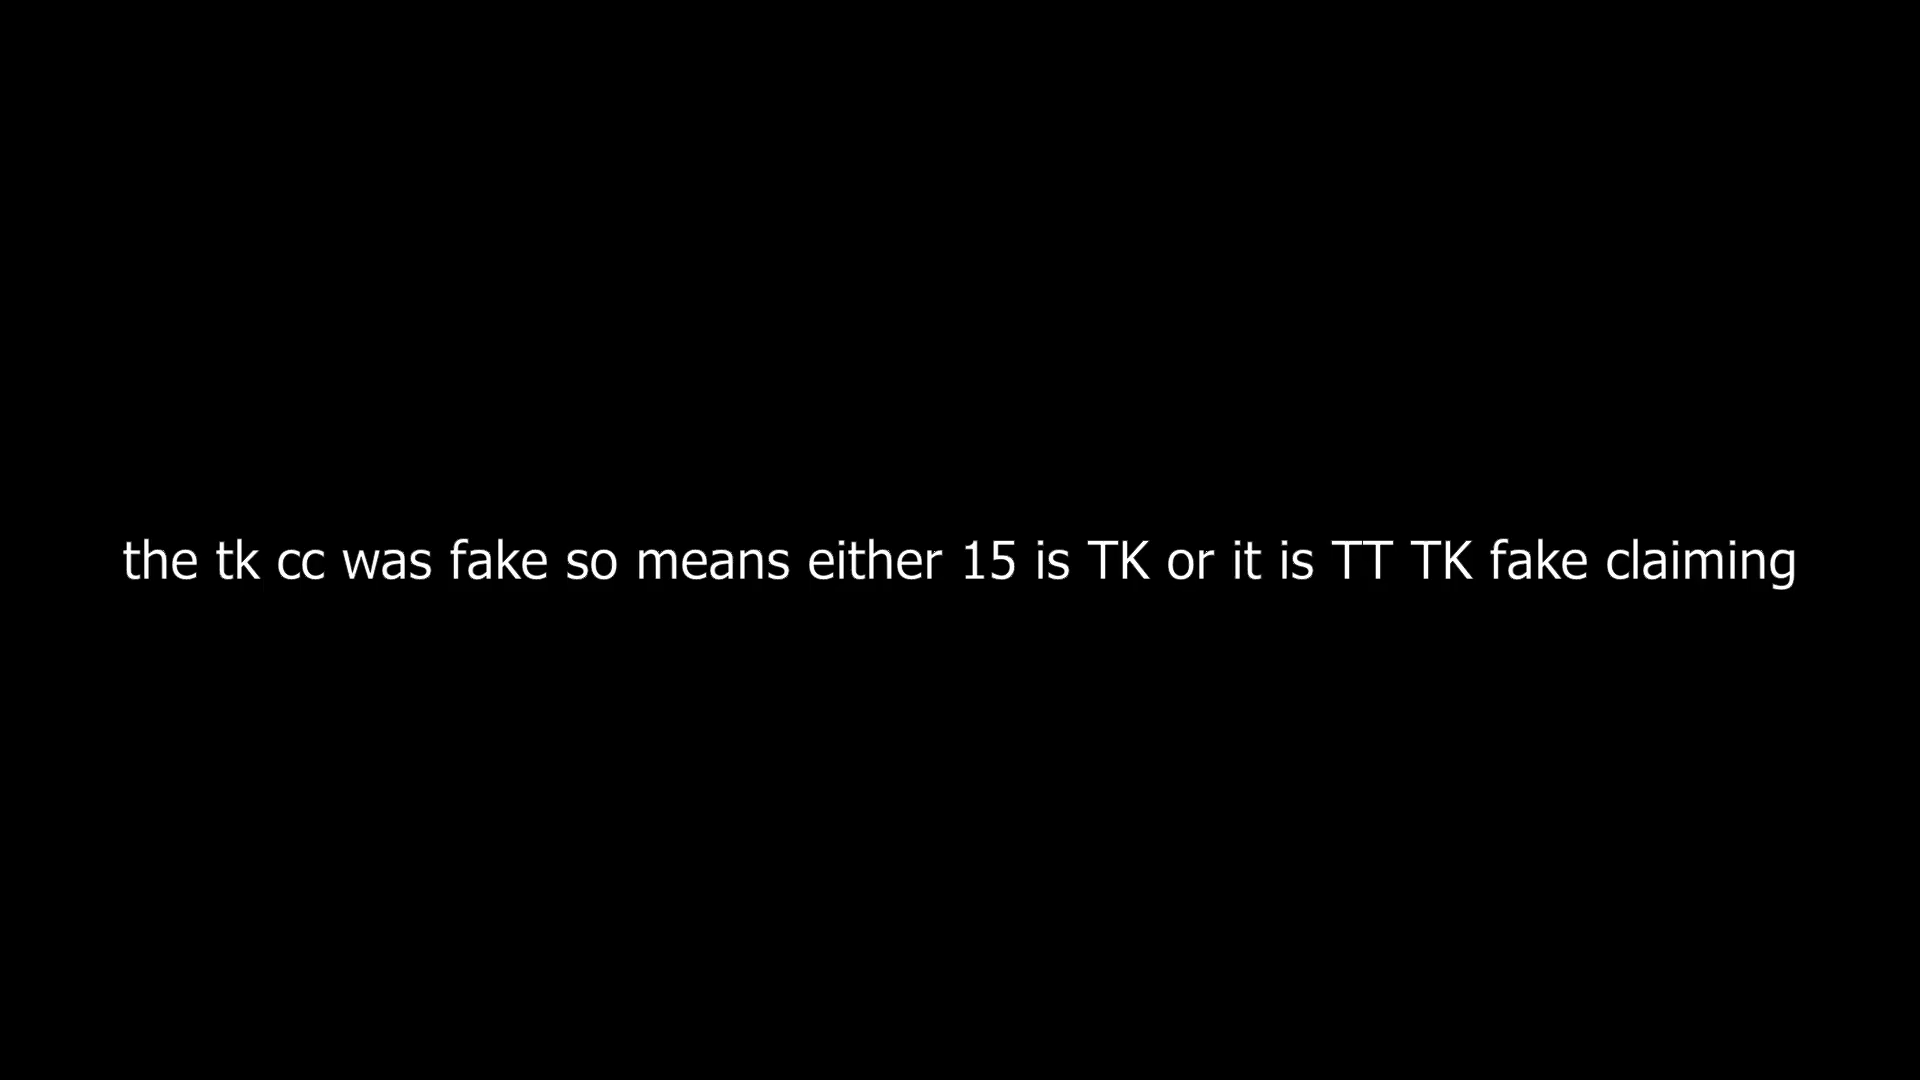 the tk cc was fake so means either 15 is TK or it is TT TK fake claiming